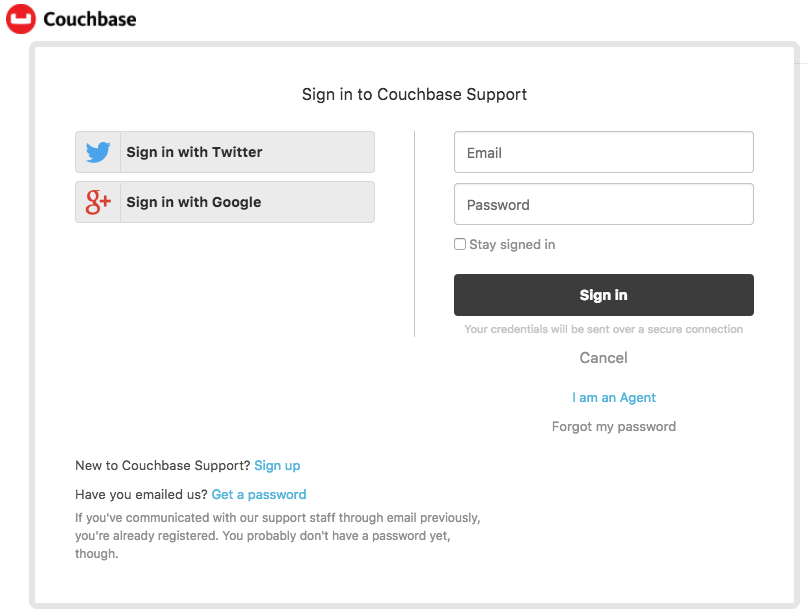 Couchbase
Sign in to Couchbase Support
Sign in with Twitter
g+ Sign in with Google
Email
Password
Stay signed in
Sign in
Your credentials will be sent over a secure connection
Cancel
I am an Agent
Forgot my password
New to Couchbase Support? Sign up
Have you emailed us? Get a password
If you've communicated with our support staff through email previously,
you're already registered. You probably don't have a password yet,
though.